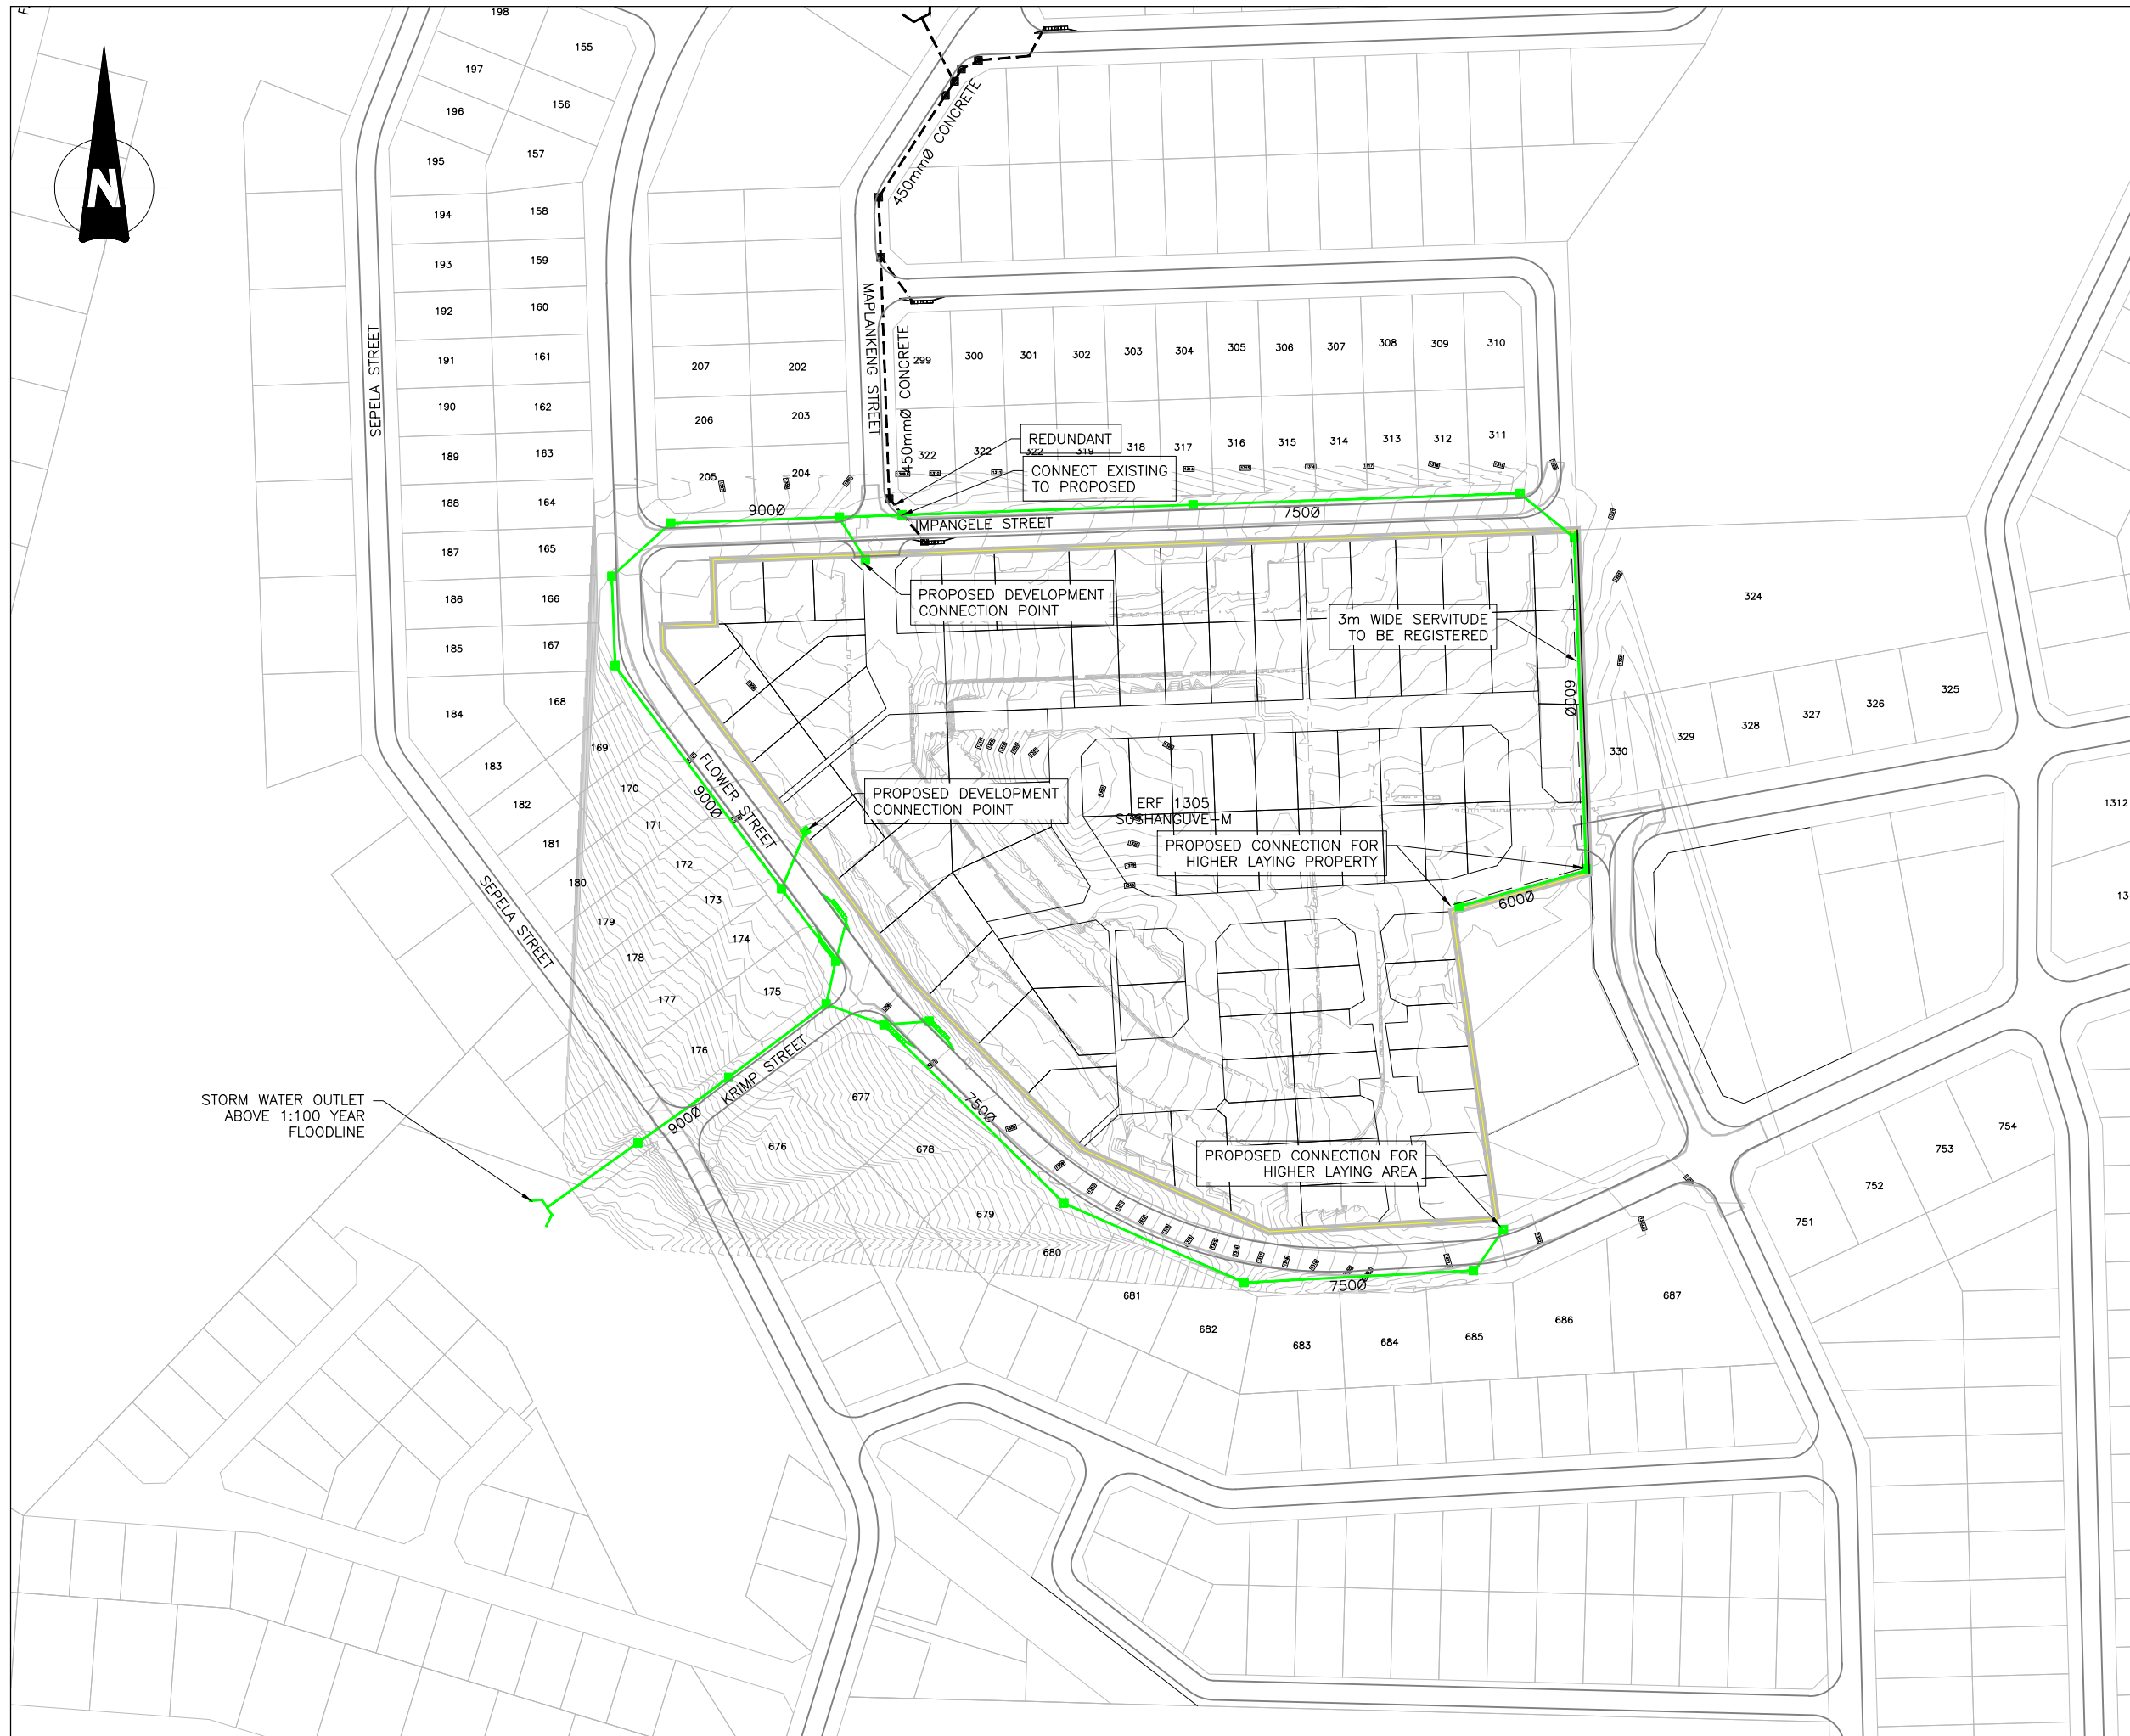 198
155
197
196
156
195
157
N
194
158
193
159
192
160
191
161
190
162
189
163
188
164
187
165
186
166
185
167
184
168
183
169
182
170
181
171
180
172
179
173
178
174
177
175
176
SEPELA STREET
SEPELA STREET
450mmØ CONCRETE
450mmØ CONCRETE
MAPLANKENG STREET
207
202
206
203
205
204
299
300
301
302
303
304
305
306
307
308
309
310
322
322
322
319
318
317
316
315
314
313
312
311
REDUNDANT
CONNECT EXISTING
TO PROPOSED
900Ø
750Ø
IMPANGELE STREET
PROPOSED DEVELOPMENT
CONNECTION POINT
3m WIDE SERVITUDE
TO BE REGISTERED
600Ø
324
325
326
327
328
329
330
FLOWER STREET
900Ø
PROPOSED DEVELOPMENT
CONNECTION POINT
ERF 1305
SOSHANGUVE-M
PROPOSED CONNECTION FOR
HIGHER LAYING PROPERTY
600Ø
1312
13
STORM WATER OUTLET
ABOVE 1:100 YEAR
FLOODLINE
KRIMP STREET
900Ø
750Ø
677
676
678
679
680
681
682
683
684
685
686
687
PROPOSED CONNECTION FOR
HIGHER LAYING AREA
750Ø
751
752
753
754